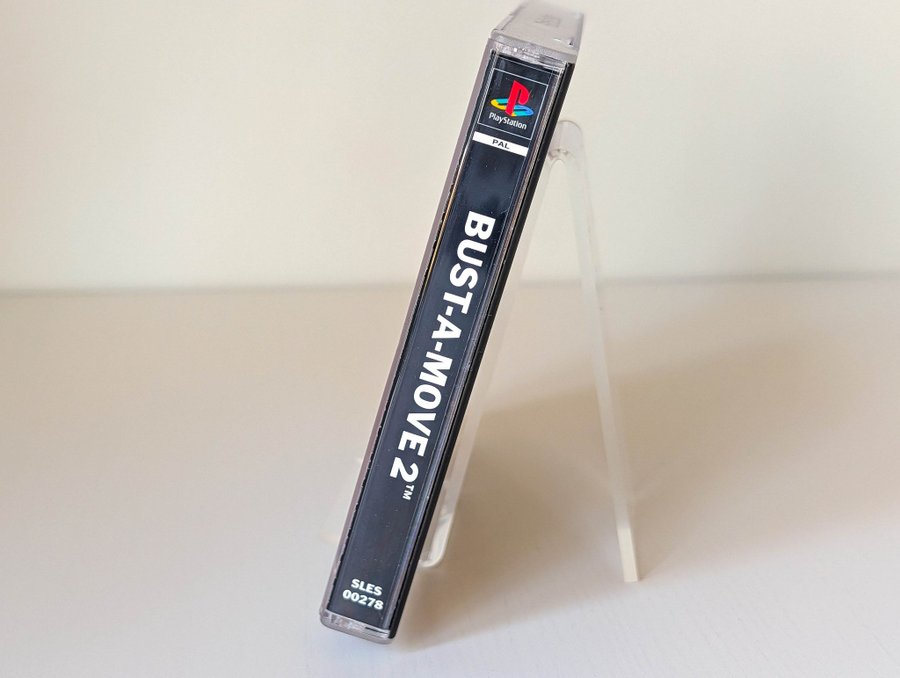 PlayStation
PAL
BUST-A-MOVE 2™
SLES
00278